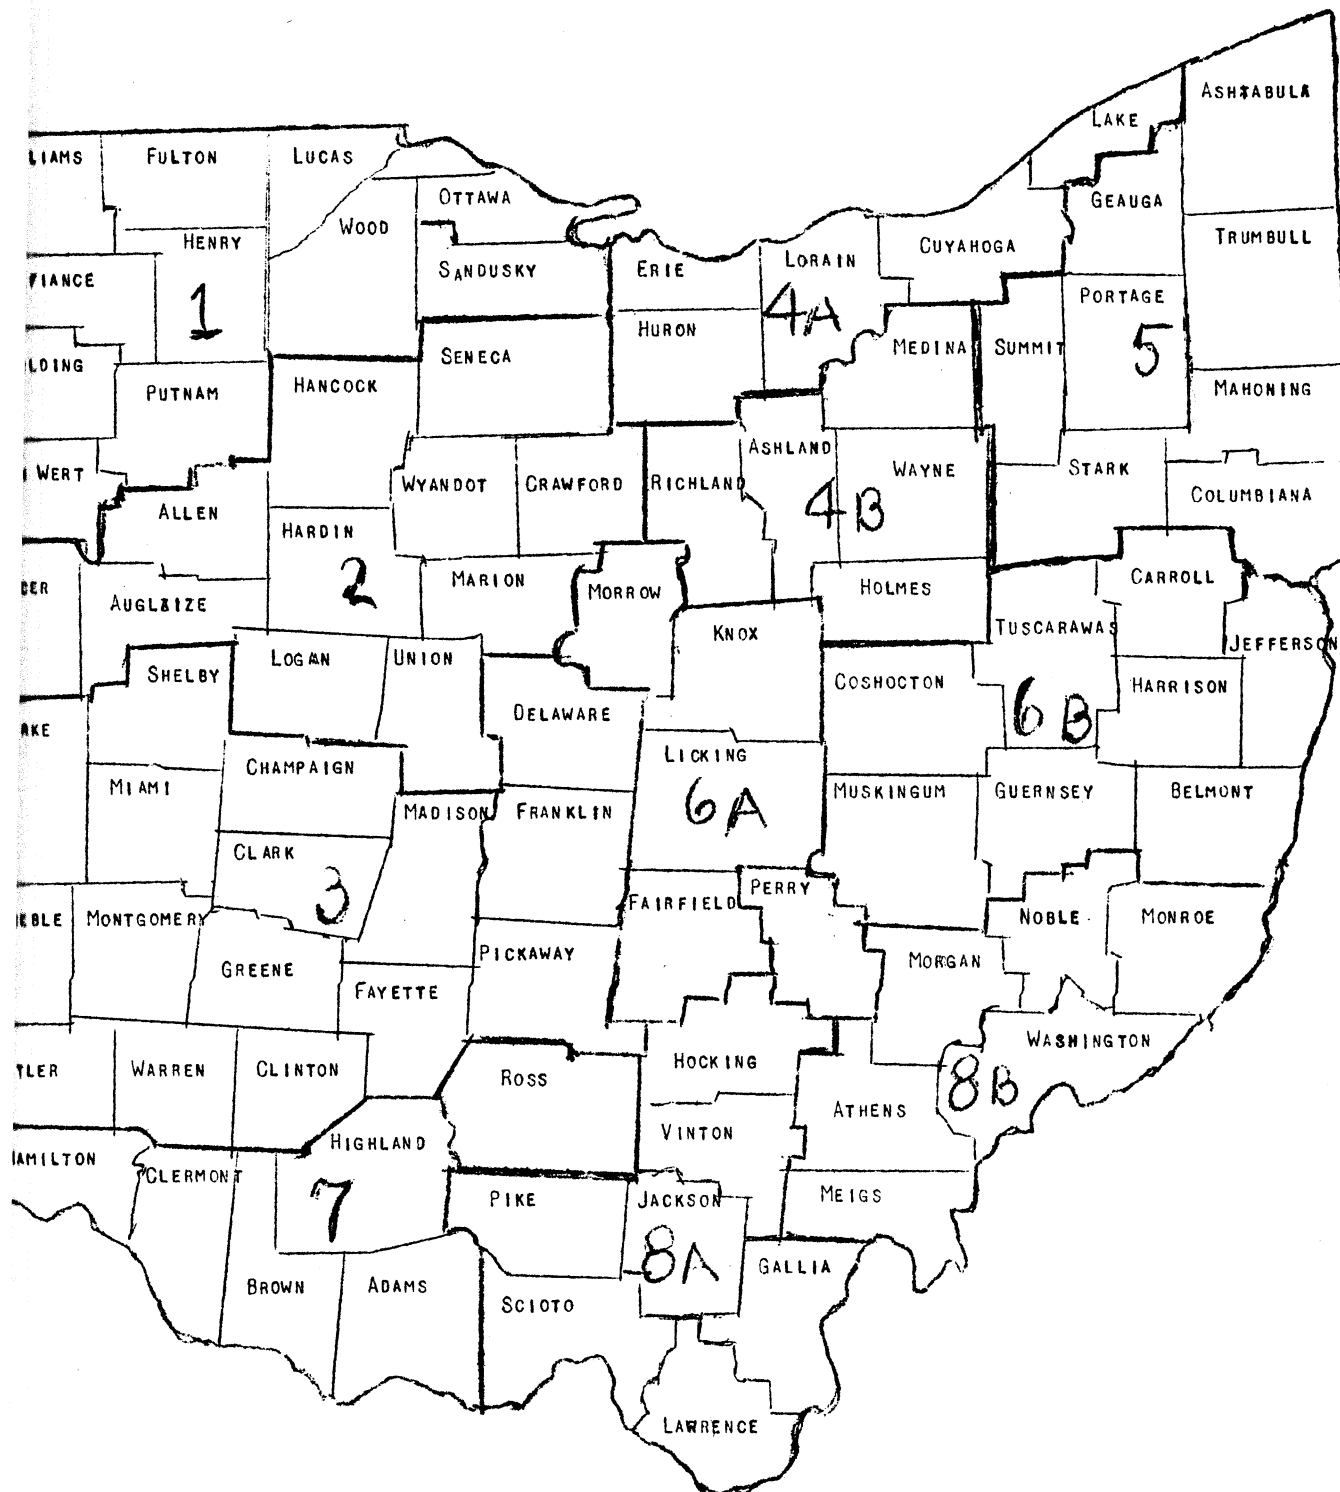 ASHTABULA
LAKE
LIAMS
FULTON
LUCAS
OTTAWA
GEAUGA
WOOD
HENRY
CUYAHOGA
TRUMBULL
FIANCE
SANDUSKY
ERIE
LORAIN
1
4A
PORTAGE
HURON
MEDINA
SUMMIT
5
LDING
SENECA
PUTNAM
HANCOCK
MAHONING
ASHLAND
WERT
WYANDOT
CRAWFORD
RICHLAND
WAYNE
STARK
COLUMBIANA
ALLEN
4B
HARDIN
CER
2
MARION
MORROW
HOLMES
CARROLL
AUGLAIZE
KNOX
TUSCARAWAS
JEFFERSON
SHELBY
LOGAN
UNION
COSHOCTON
HARRISON
6B
DELAWARE
AKE
LICKING
CHAMPAIGN
MIAMI
MADISON
FRANKLIN
6A
MUSKINGUM
GUERNSEY
BELMONT
CLARK
3
PERRY
EBLE
MONTGOMERY
FAIRFIELD
NOBLE
MONROE
PICKAWAY
MORGAN
GREENE
FAYETTE
WASHINGTON
TLER
WARREN
CLINTON
ROSS
HOCKING
8B
ATHENS
HIGHLAND
VINTON
AMILTON
CLERMONT
7
PIKE
JACKSON
MEIGS
8A
GALLIA
BROWN
ADAMS
SCIOTO
LAWRENCE